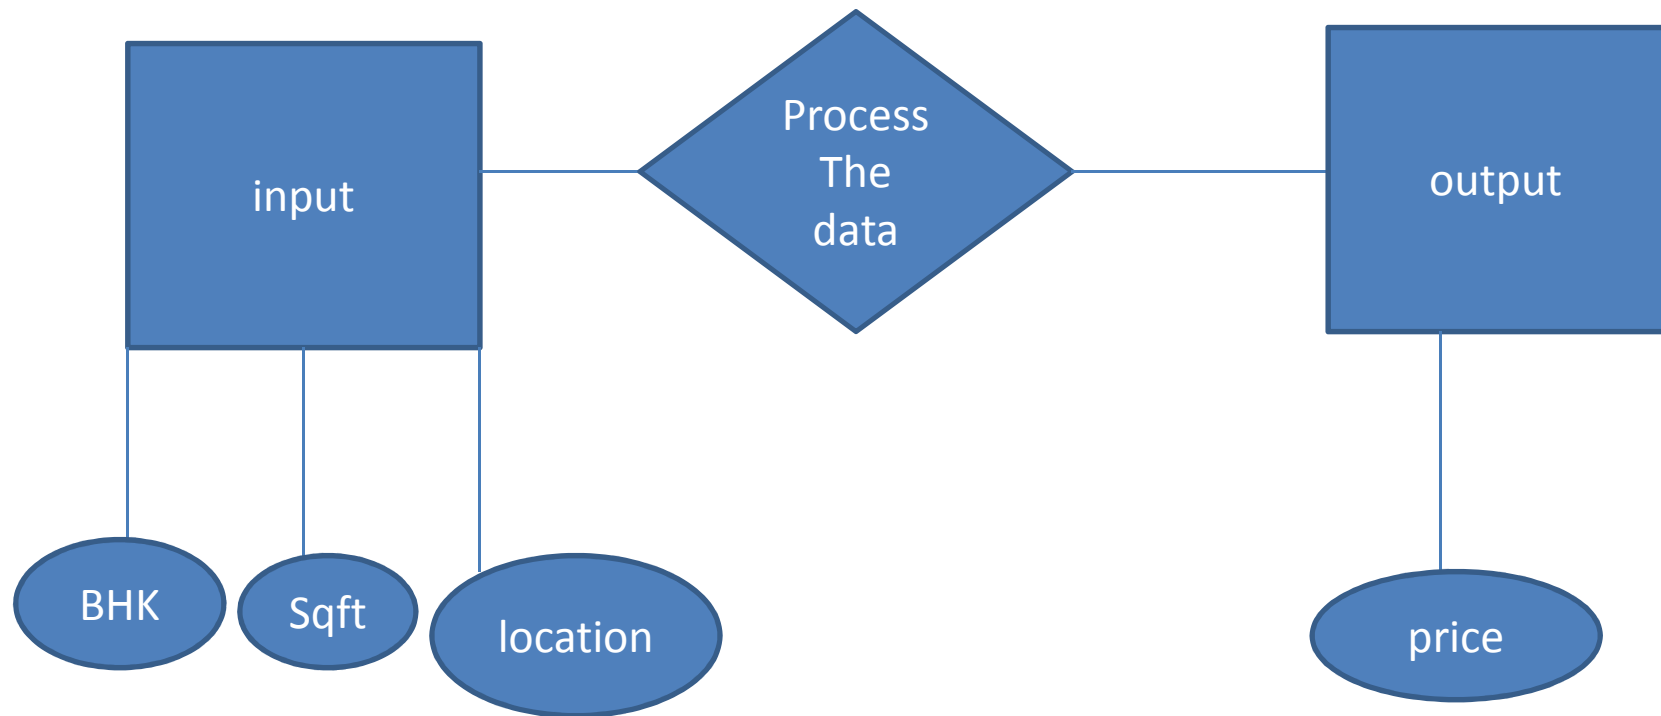 input
Process
The
data
output
BHK
Sqft
location
price